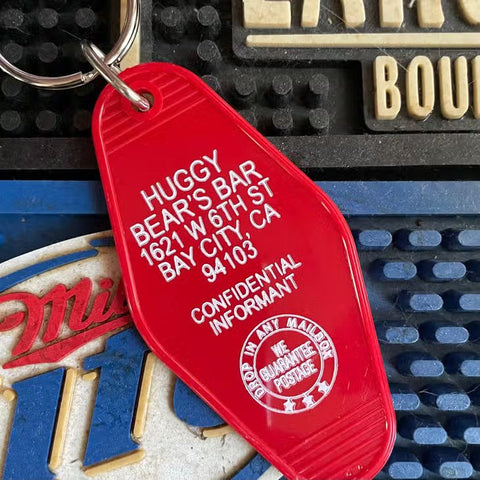 BOU
HUGGY
BEAR'S BAR
1621 W 6TH ST
BAY CITY, CA
94103
CONFIDENTIAL
INFORMANT
DROP IN ANY MAILBOX
WE
GUARANTEE
POSTAGE